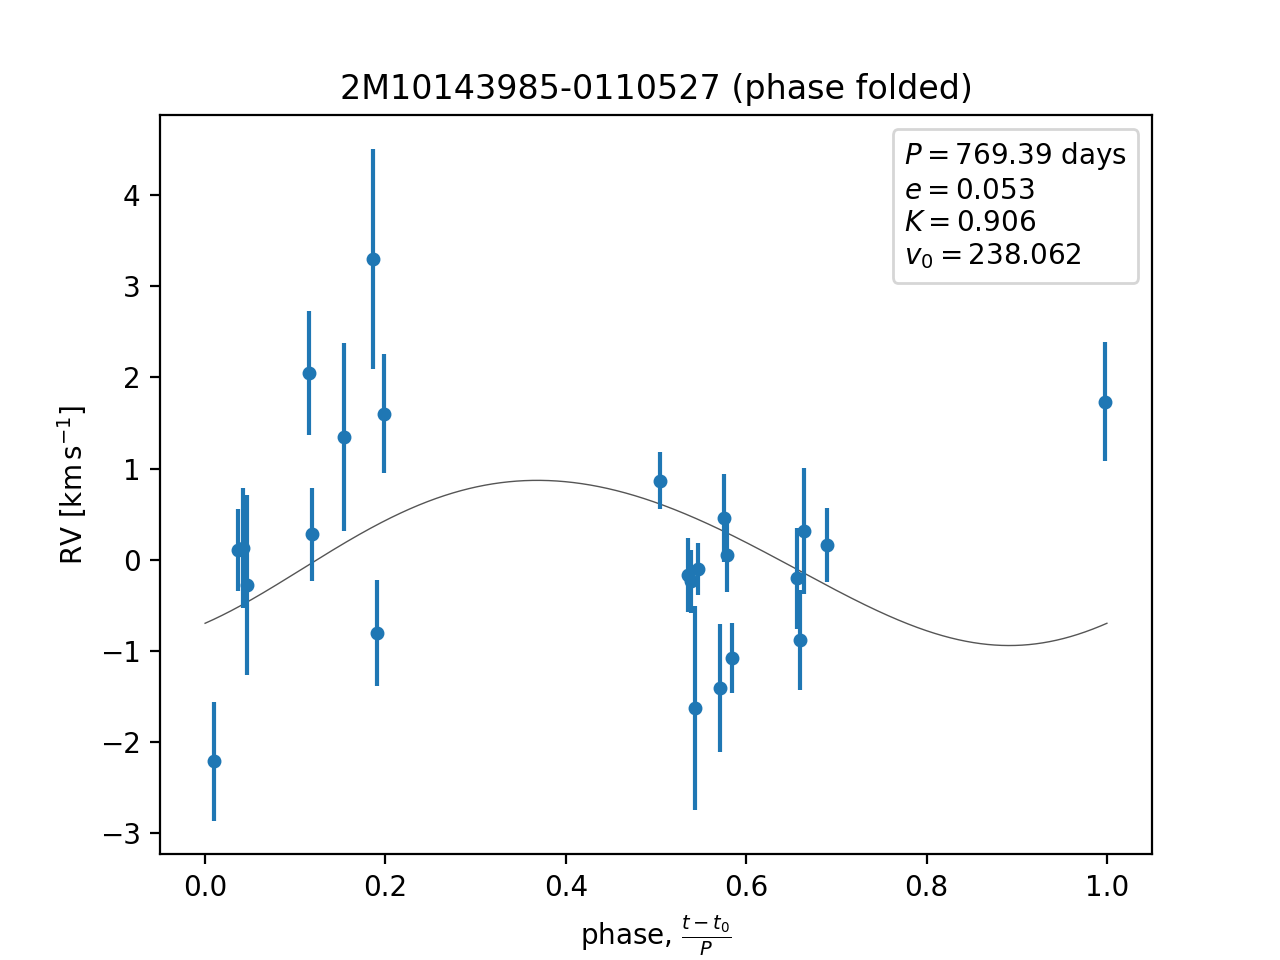 2M10143985-0110527 (phase folded)
P = 769.39 days
e = 0.053
K = 0.906
v₀ = 238.062
RV [km s⁻¹]
4
3
2
1
0
−1
−2
−3
0.0 0.2 0.4 0.6 0.8 1.0
phase, (t − t₀)/P